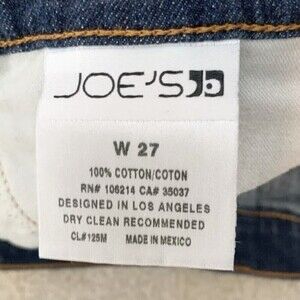 JOE'S
W 27
100% COTTON/COTON
RN# 106214 CA# 35037
DESIGNED IN LOS ANGELES
DRY CLEAN RECOMMENDED
CL#125M MADE IN MEXICO